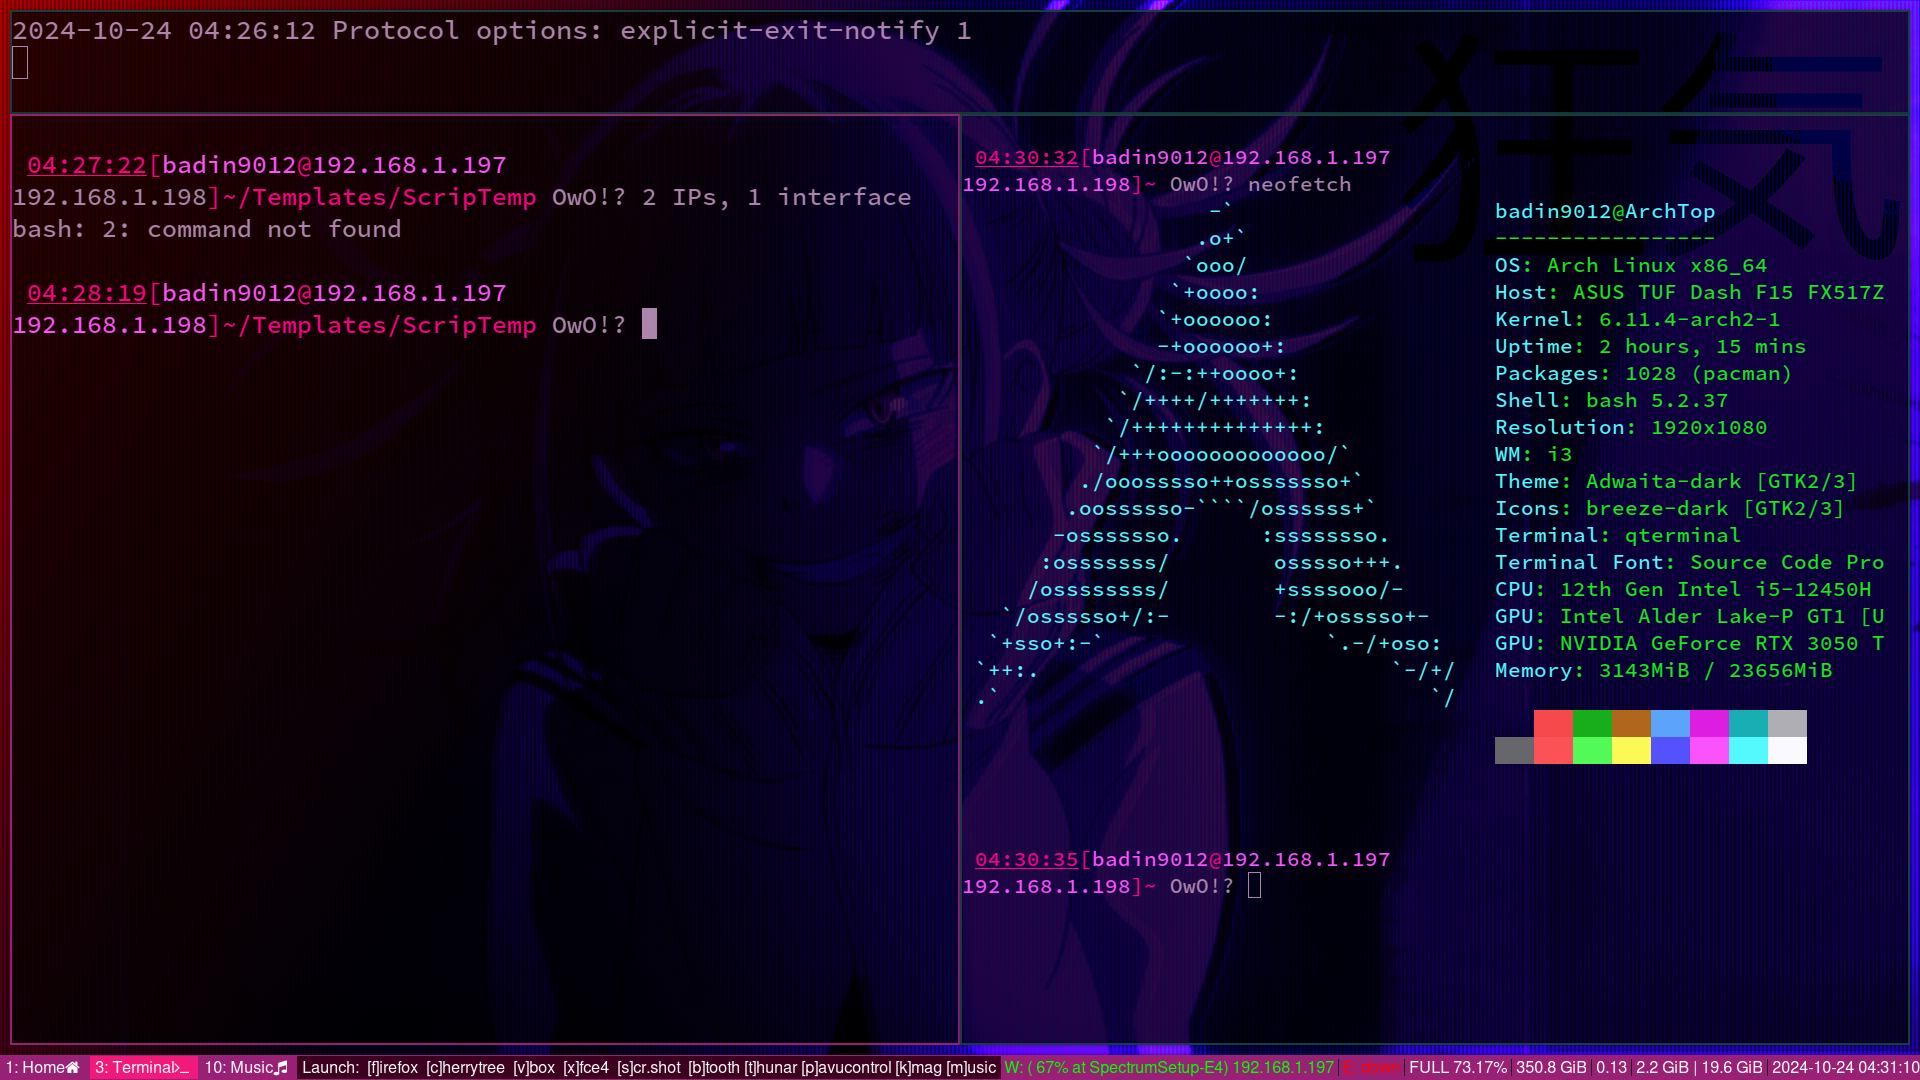 2024-10-24 04:26:12 Protocol options: explicit-exit-notify 1
狂気
04:27:22[badin9012@192.168.1.197
192.168.1.198]~/Templates/ScripTemp OwO!? 2 IPs, 1 interface
bash: 2: command not found
04:28:19[badin9012@192.168.1.197
192.168.1.198]~/Templates/ScripTemp OwO!?
04:30:32[badin9012@192.168.1.197
192.168.1.198]~ OwO!? neofetch
                   -`
                  .o+`
                 `ooo/
                `+oooo:
               `+oooooo:
               -+oooooo+:
             `/:-:++oooo+:
            `/++++/+++++++:
           `/++++++++++++++:
          `/+++ooooooooooooo/`
         ./ooosssso++osssssso+`
        .oossssso-````/ossssss+`
       -osssssso.      :ssssssso.
      :osssssss/        osssso+++.
     /ossssssss/        +ssssooo/-
   `/ossssso+/:-        -:/+osssso+-
  `+sso+:-`                 `.-/+oso:
 `++:.                           `-/+/
 .`                                 `/
badin9012@ArchTop
-----------------
OS: Arch Linux x86_64
Host: ASUS TUF Dash F15 FX517Z
Kernel: 6.11.4-arch2-1
Uptime: 2 hours, 15 mins
Packages: 1028 (pacman)
Shell: bash 5.2.37
Resolution: 1920x1080
WM: i3
Theme: Adwaita-dark [GTK2/3]
Icons: breeze-dark [GTK2/3]
Terminal: qterminal
Terminal Font: Source Code Pro
CPU: 12th Gen Intel i5-12450H
GPU: Intel Alder Lake-P GT1 [U
GPU: NVIDIA GeForce RTX 3050 T
Memory: 3143MiB / 23656MiB
04:30:35[badin9012@192.168.1.197
192.168.1.198]~ OwO!?
1: Home 3: Terminal 10: Music Launch: [f]irefox [c]herrytree [v]box [x]fce4 [s]cr.shot [b]tooth [t]hunar [p]avucontrol [k]mag [m]usic W: ( 67% at SpectrumSetup-E4) 192.168.1.197 E: down FULL 73.17% 350.8 GiB 0.13 2.2 GiB | 19.6 GiB 2024-10-24 04:31:10